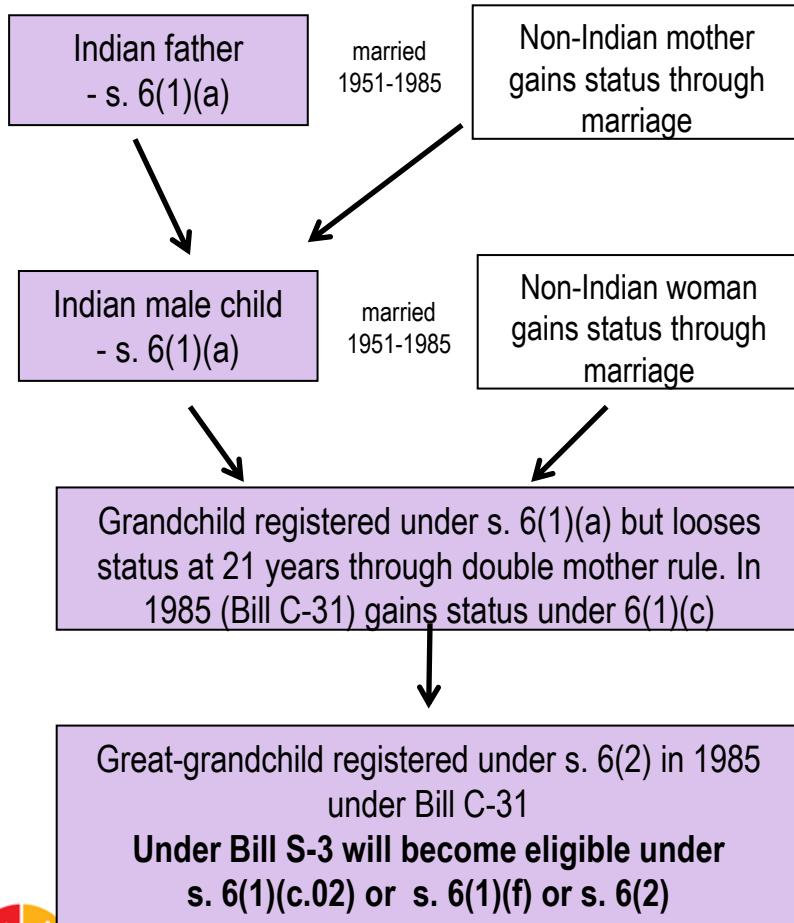 Indian father
- s. 6(1)(a)
married
1951-1985
Non-Indian mother
gains status through
marriage
Indian male child
- s. 6(1)(a)
married
1951-1985
Non-Indian woman
gains status through
marriage
Grandchild registered under s. 6(1)(a) but looses
status at 21 years through double mother rule. In
1985 (Bill C-31) gains status under 6(1)(c)
Great-grandchild registered under s. 6(2) in 1985
under Bill C-31
Under Bill S-3 will become eligible under
s. 6(1)(c.02) or s. 6(1)(f) or s. 6(2)